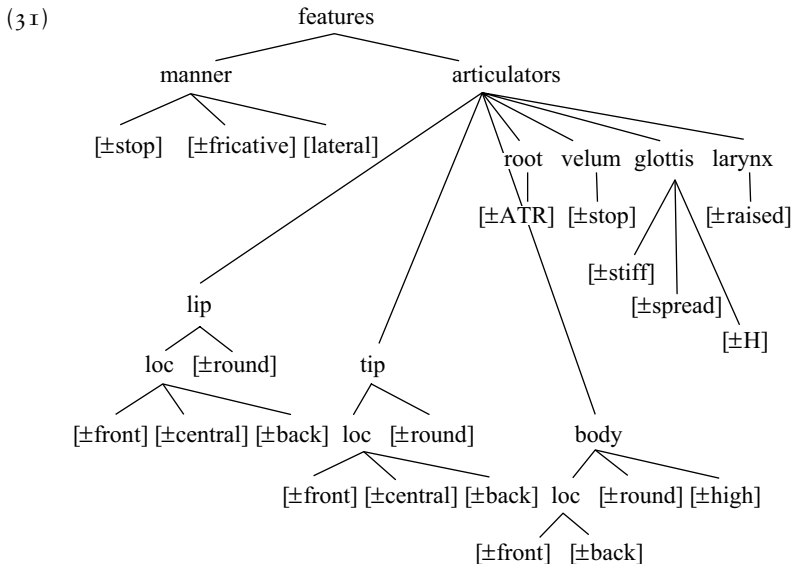 (31) features
manner articulators
[±stop] [±fricative] [lateral] root velum glottis larynx
[±ATR] [±stop] [±raised]
[±stiff]
lip [±spread]
[±H]
loc [±round] tip
[±front] [±central] [±back] loc [±round] body
[±front] [±central] [±back] loc [±round] [±high]
[±front] [±back]